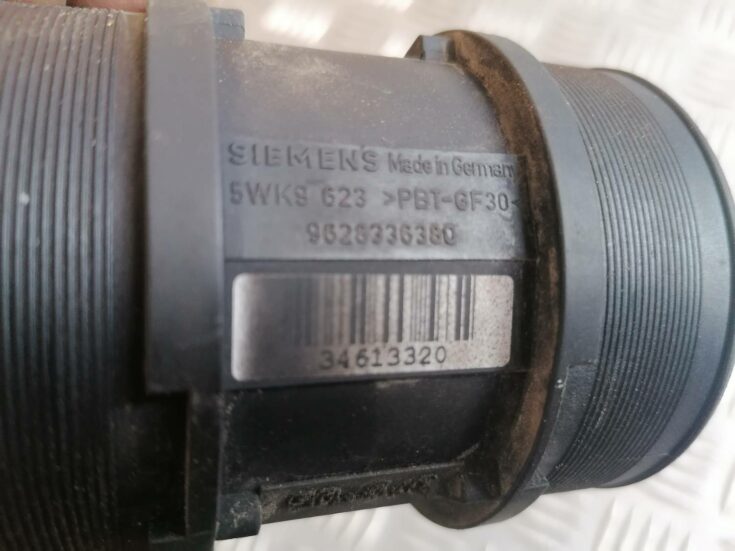 SIEMENS Made in Germany
5WK9 623 >PBT-GF30<
9628336380
34613320